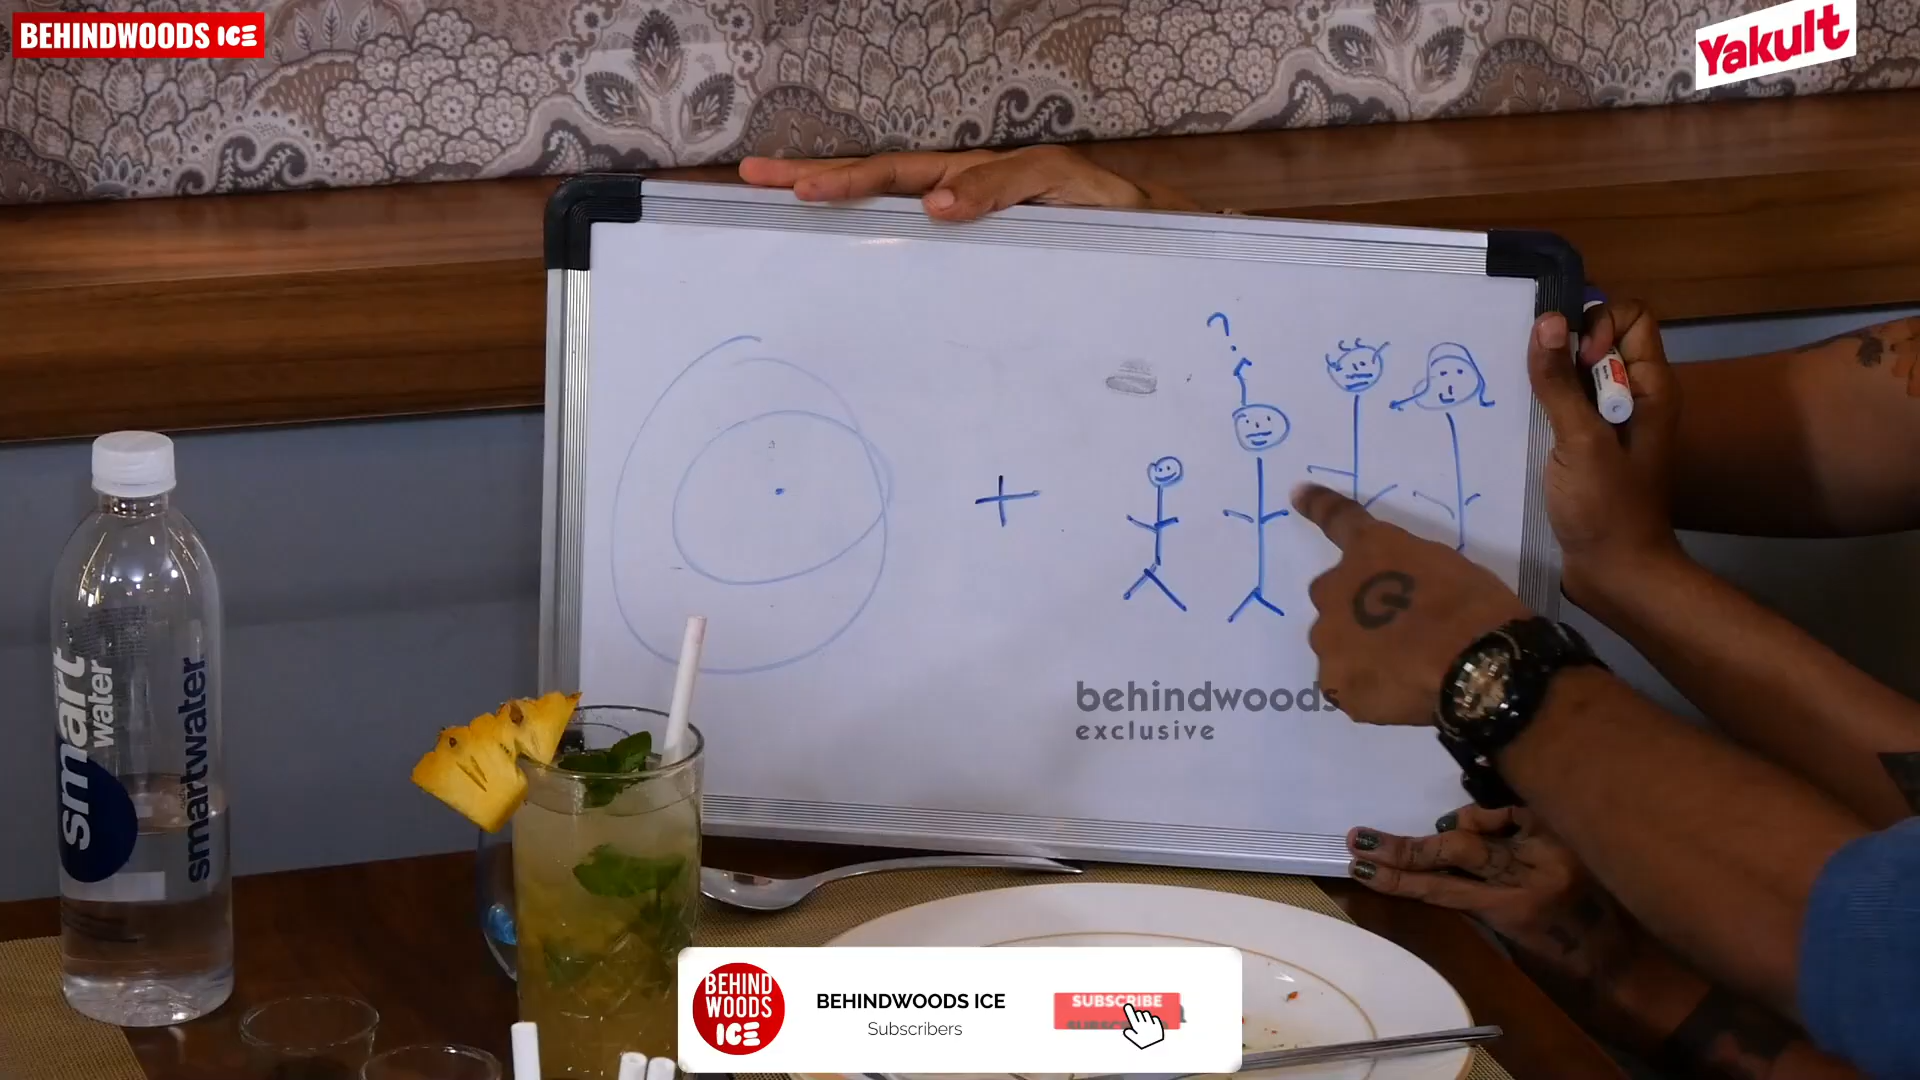 BEHINDWOODS ICE
Yakult
?
+
smart
water
smartwater
behindwoods
exclusive
BEHIND
WOODS
ICE
BEHINDWOODS ICE
Subscribers
SUBSCRIBE